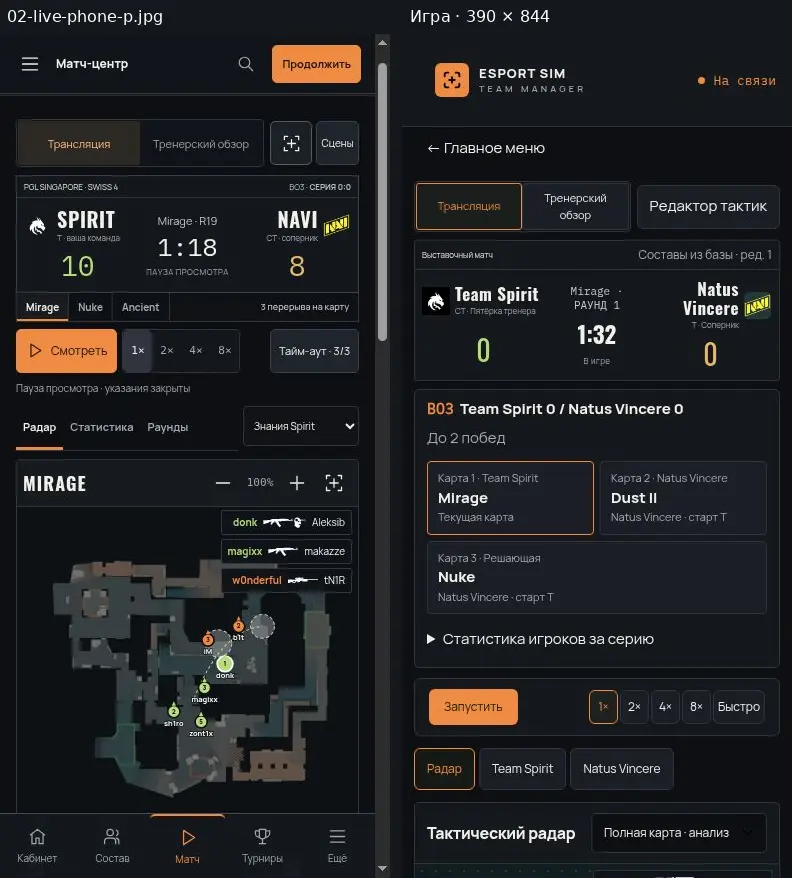 02-live-phone-p.jpg
Матч-центр
Продолжить
Трансляция
Тренерский обзор
Сцены
PGL SINGAPORE · SWISS 4
BO3 · СЕРИЯ 0:0
SPIRIT
T · ваша команда
10
Mirage · R19
1:18
ПАУЗА ПРОСМОТРА
NAVI
CT · соперник
8
Mirage
Nuke
Ancient
3 перерыва на карту
Смотреть
1×
2×
4×
8×
Тайм-аут · 3/3
Пауза просмотра · указания закрыты
Радар
Статистика
Раунды
Знания Spirit
MIRAGE
100%
donk
Aleksib
magixx
makazze
w0nderful
tN1R
2
b1t
3
iM
1
donk
3
magixx
2
sh1ro
5
zont1x
Кабинет
Состав
Матч
Турниры
Ещё
Игра · 390 × 844
ESPORT SIM
TEAM MANAGER
На связи
← Главное меню
Трансляция
Тренерский
обзор
Редактор тактик
Выставочный матч
Составы из базы · ред. 1
Team Spirit
CT · Пятёрка тренера
0
Mirage ·
РАУНД 1
1:32
В игре
Natus
Vincere
T · Соперник
0
BO3 Team Spirit 0 / Natus Vincere 0
До 2 побед
Карта 1 · Team Spirit
Mirage
Текущая карта
Карта 2 · Natus Vincere
Dust II
Natus Vincere · старт T
Карта 3 · Решающая
Nuke
Natus Vincere · старт T
Статистика игроков за серию
Запустить
1×
2×
4×
8×
Быстро
Радар
Team Spirit
Natus Vincere
Тактический радар
Полная карта · анализ